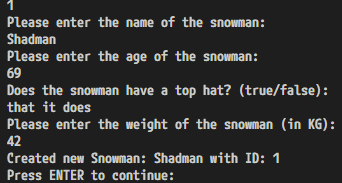 1
Please enter the name of the snowman:
Shadman
Please enter the age of the snowman:
69
Does the snowman have a top hat? (true/false):
that it does
Please enter the weight of the snowman (in KG):
42
Created new Snowman: Shadman with ID: 1
Press ENTER to continue: